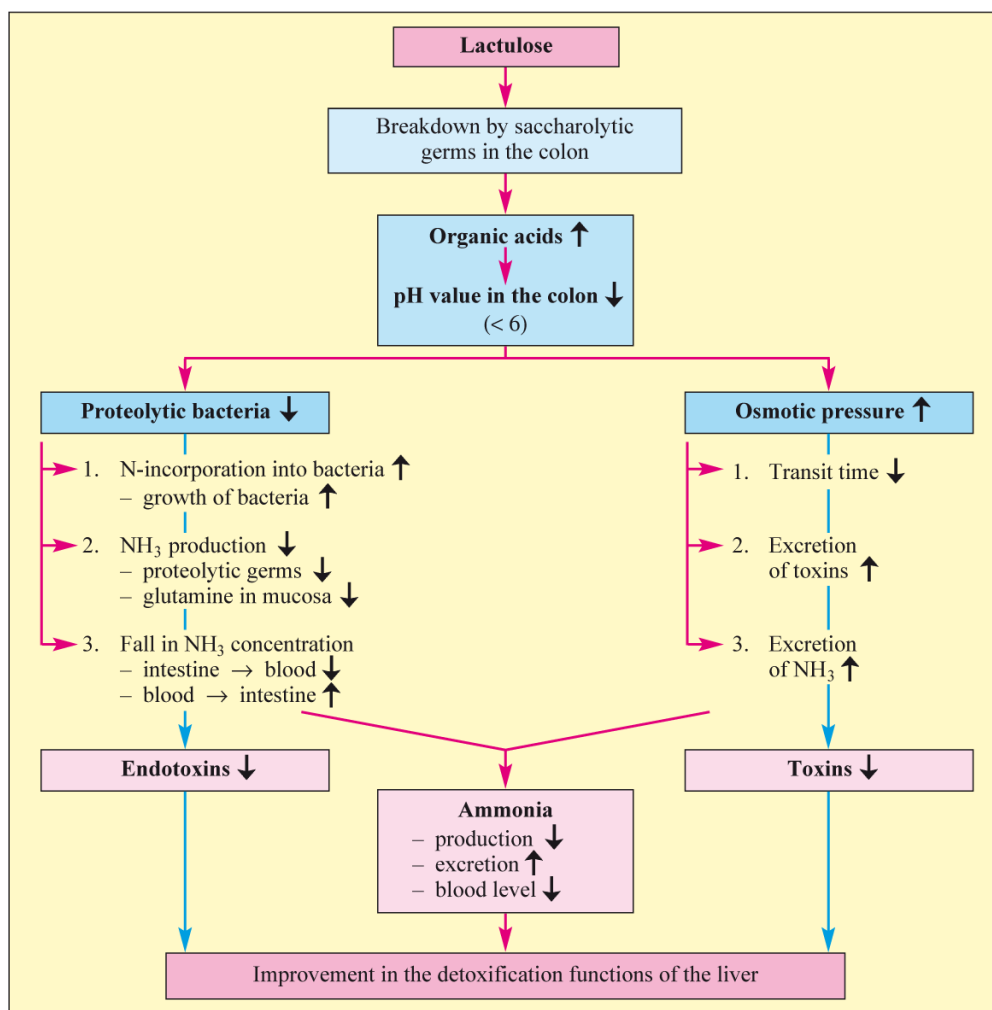 Lactulose
Breakdown by saccharolytic
germs in the colon
Organic acids ↑
pH value in the colon ↓
(< 6)
Proteolytic bacteria ↓
1. N-incorporation into bacteria ↑
– growth of bacteria ↑
2. NH₃ production ↓
– proteolytic germs ↓
– glutamine in mucosa ↓
3. Fall in NH₃ concentration
– intestine → blood ↓
– blood → intestine ↑
Endotoxins ↓
Osmotic pressure ↑
1. Transit time ↓
2. Excretion
of toxins ↑
3. Excretion
of NH₃ ↑
Toxins ↓
Ammonia
– production ↓
– excretion ↑
– blood level ↓
Improvement in the detoxification functions of the liver